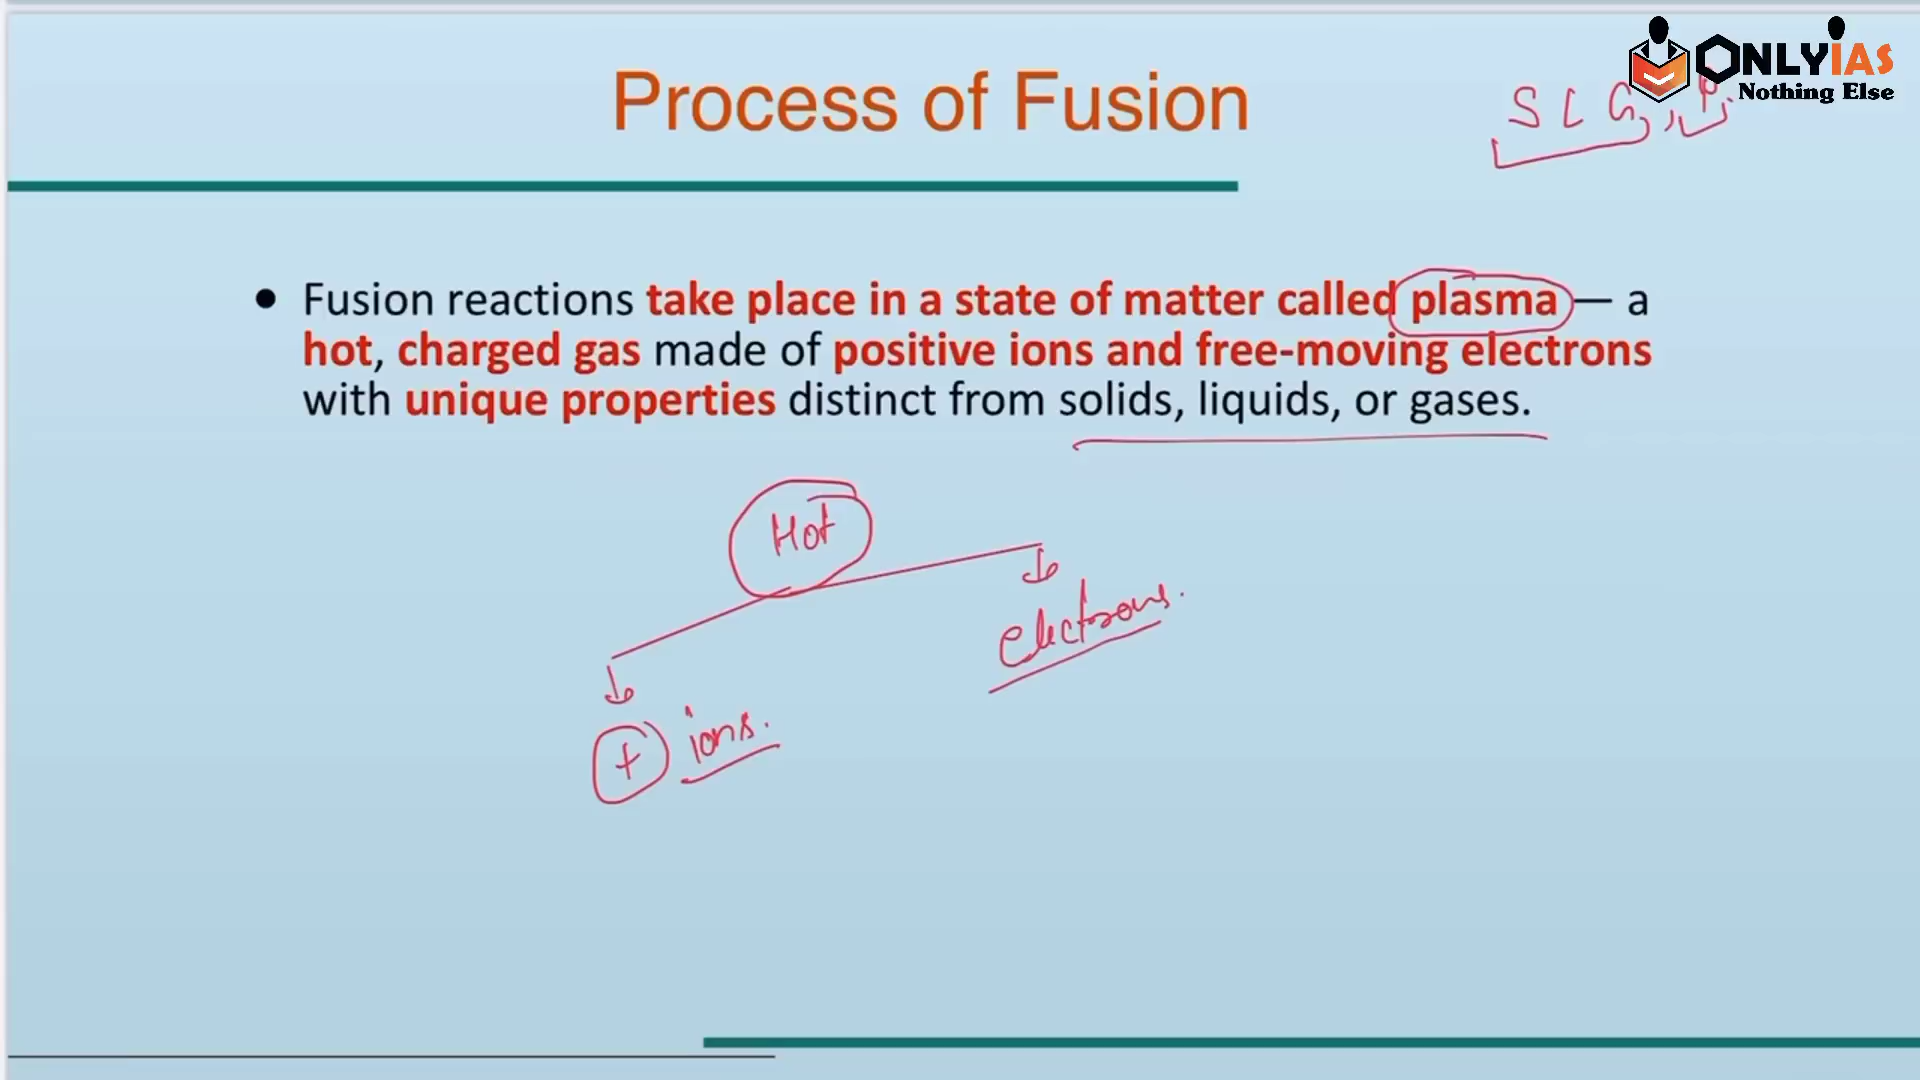 ONLYIAS
Nothing Else
Process of Fusion
S L G, P.
● Fusion reactions take place in a state of matter called plasma — a
hot, charged gas made of positive ions and free-moving electrons
with unique properties distinct from solids, liquids, or gases.
Hot
electrons.
+ ions.